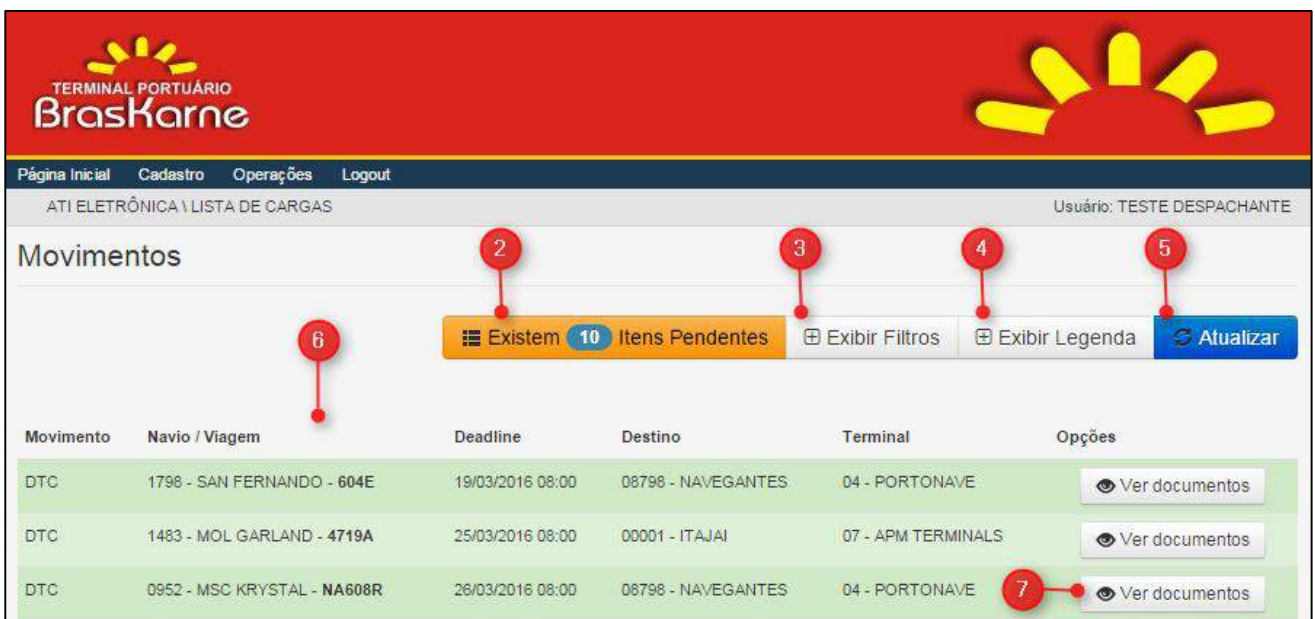 TERMINAL PORTUÁRIO
BrasKarne
Página Inicial Cadastro Operações Logout
ATI ELETRÔNICA \ LISTA DE CARGAS Usuário: TESTE DESPACHANTE
Movimentos
2 3 4 5
Existem 10 Itens Pendentes Exibir Filtros Exibir Legenda Atualizar
6
Movimento Navio / Viagem Deadline Destino Terminal Opções
DTC 1798 - SAN FERNANDO - 604E 19/03/2016 08:00 08798 - NAVEGANTES 04 - PORTONAVE Ver documentos
DTC 1483 - MOL GARLAND - 4719A 25/03/2016 08:00 00001 - ITAJAI 07 - APM TERMINALS Ver documentos
DTC 0952 - MSC KRYSTAL - NA608R 26/03/2016 08:00 08798 - NAVEGANTES 04 - PORTONAVE 7 Ver documentos